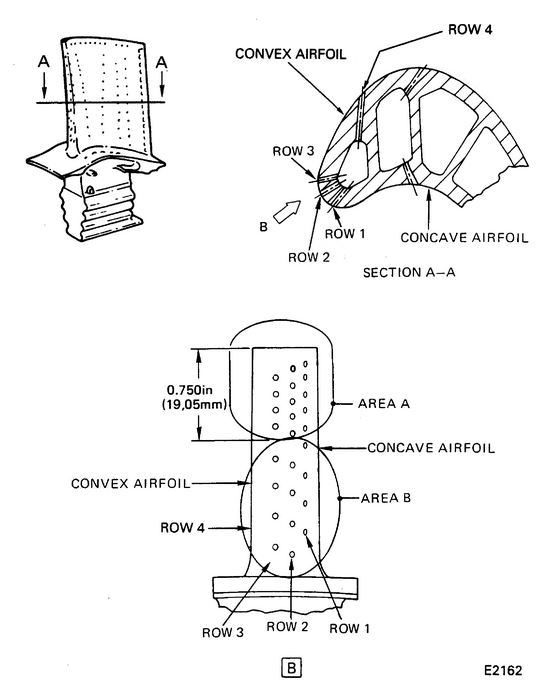 ROW 4
CONVEX AIRFOIL
A
A
ROW 3
B
ROW 1
ROW 2
CONCAVE AIRFOIL
SECTION A–A
0.750in
(19,05mm)
AREA A
CONCAVE AIRFOIL
CONVEX AIRFOIL
AREA B
ROW 4
ROW 3
ROW 2
ROW 1
B
E2162